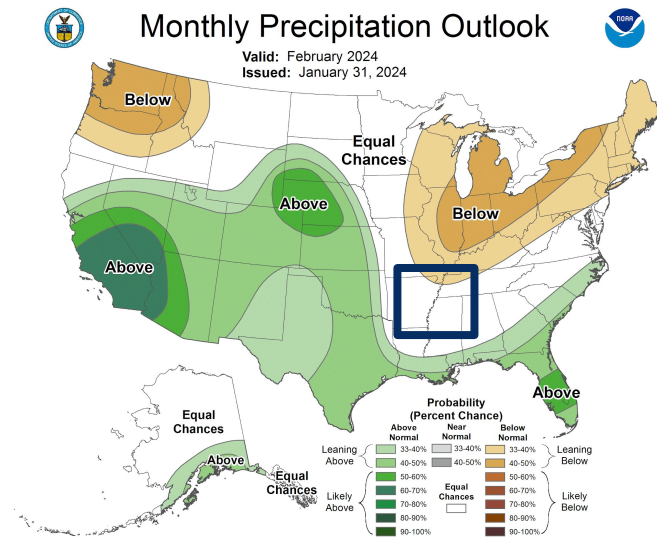 Monthly Precipitation Outlook
NOAA
Valid: February 2024
Issued: January 31, 2024
Below
Equal
Chances
Above
Below
Above
Above
Equal
Chances
Above
Equal
Chances
Probability
(Percent Chance)
Above
Normal
Near
Normal
Below
Normal
Leaning
Above
33-40%
33-40%
33-40%
Leaning
Below
40-50%
40-50%
40-50%
Likely
Above
50-60%
60-70%
70-80%
80-90%
90-100%
Equal
Chances
50-60%
60-70%
70-80%
80-90%
90-100%
Likely
Below